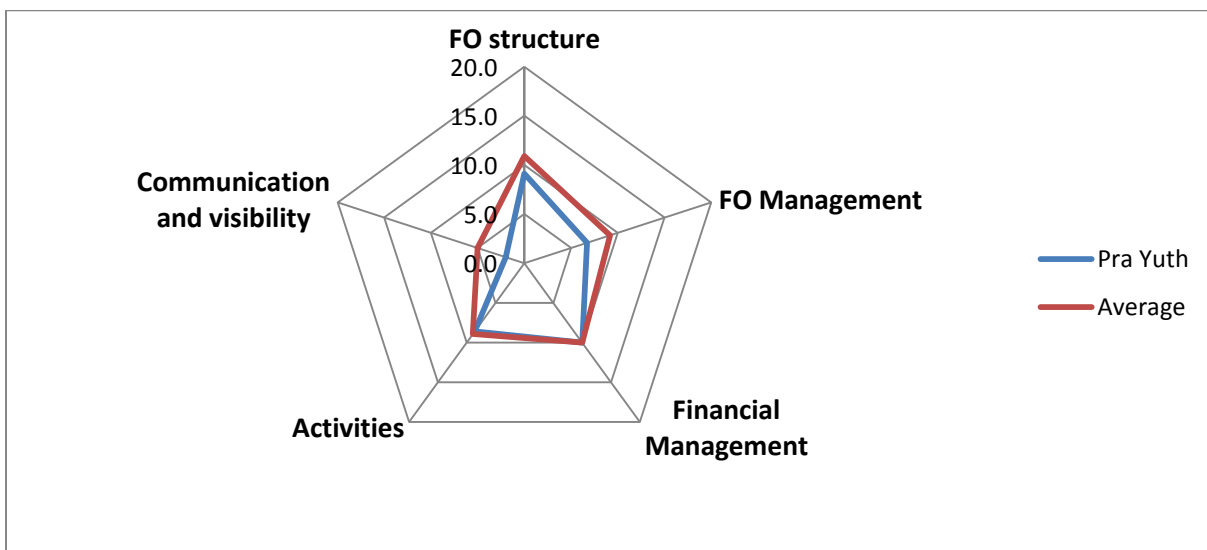 FO structure
20.0
15.0
10.0
5.0
0.0
Communication
and visibility
FO Management
Activities
Financial
Management
Pra Yuth
Average